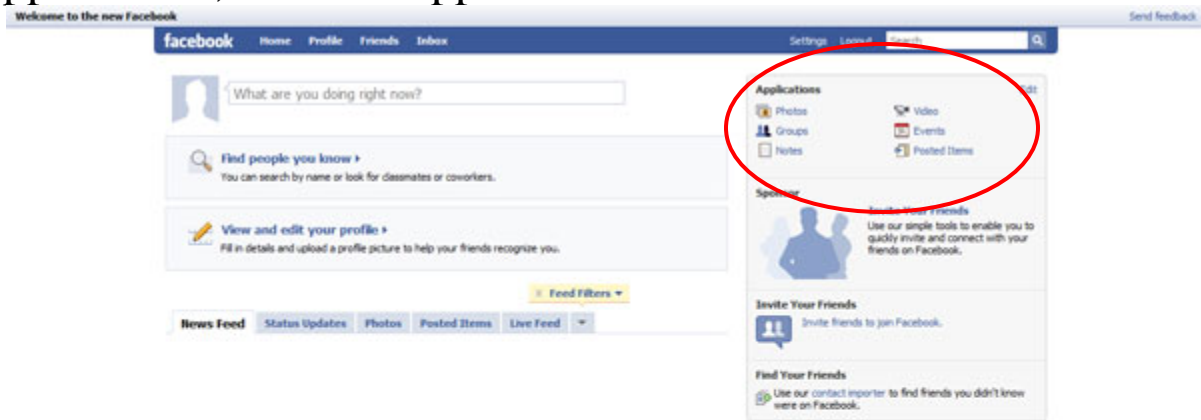 Welcome to the new Facebook
Send feedback
facebook Home Profile Friends Inbox
Settings Logout Search
What are you doing right now?
Find people you know
You can search by name or look for classmates or coworkers.
View and edit your profile
Fill in details and upload a profile picture to help your friends recognize you.
Feed Filters
News Feed Status Updates Photos Posted Items Live Feed
Applications Edit
Photos Video
Groups Events
Notes Posted Items
Sponsor
Invite Your Friends
Use our simple tools to enable you to
quickly invite and connect with your
friends on Facebook.
Invite Your Friends
Invite friends to join Facebook.
Find Your Friends
Use our contact importer to find friends you didn't know
were on Facebook.